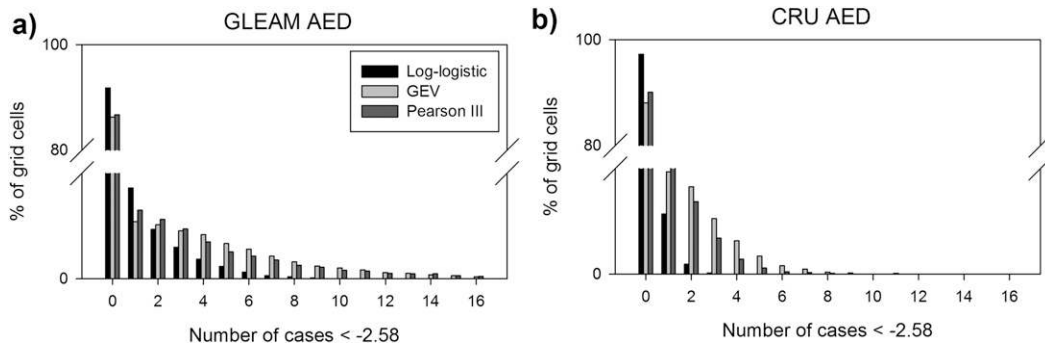 a)
GLEAM AED
100
80
0
% of grid cells
Log-logistic
GEV
Pearson III
0 2 4 6 8 10 12 14 16
Number of cases < -2.58
b)
CRU AED
100
80
0
% of grid cells
0 2 4 6 8 10 12 14 16
Number of cases < -2.58